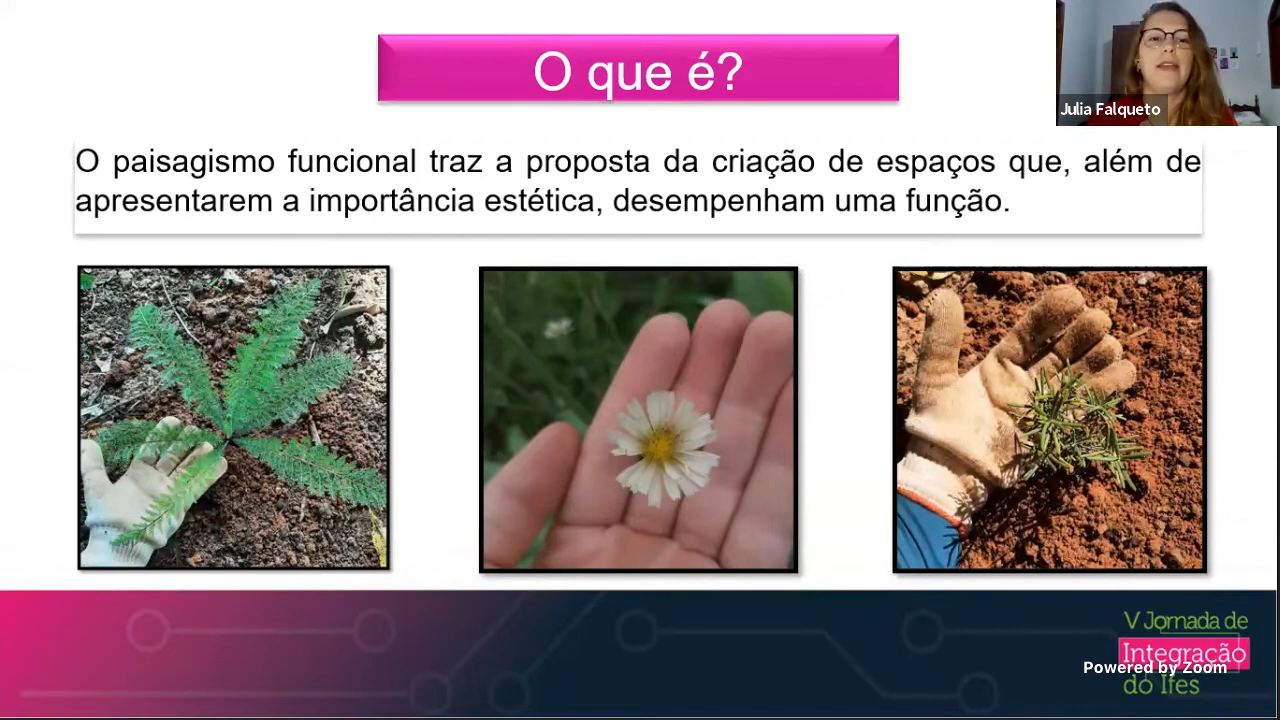 O que é?
Julia Falqueto
O paisagismo funcional traz a proposta da criação de espaços que, além de
apresentarem a importância estética, desempenham uma função.
V Jornada de
Integração
Powered by Zoom
do Ifes